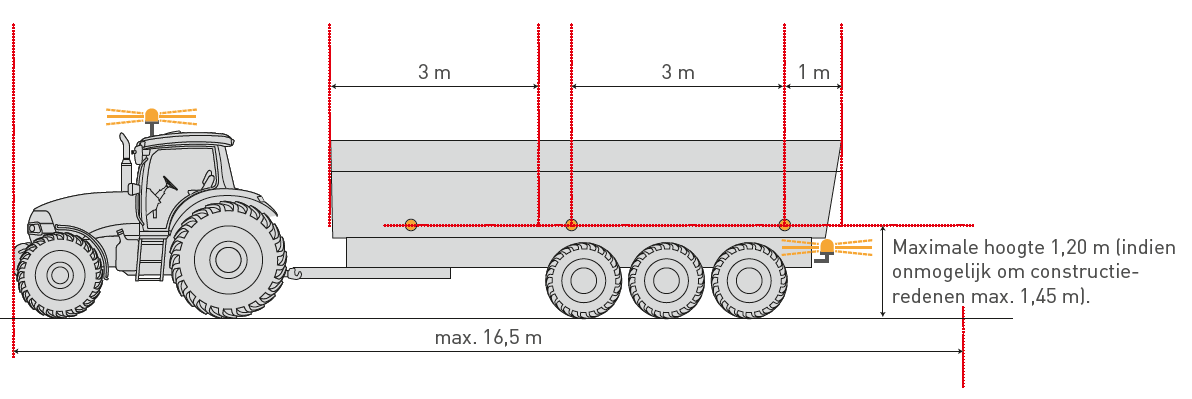 3 m
3 m
1 m
Maximale hoogte 1,20 m (indien
onmogelijk om constructie-
redenen max. 1,45 m).
max. 16,5 m